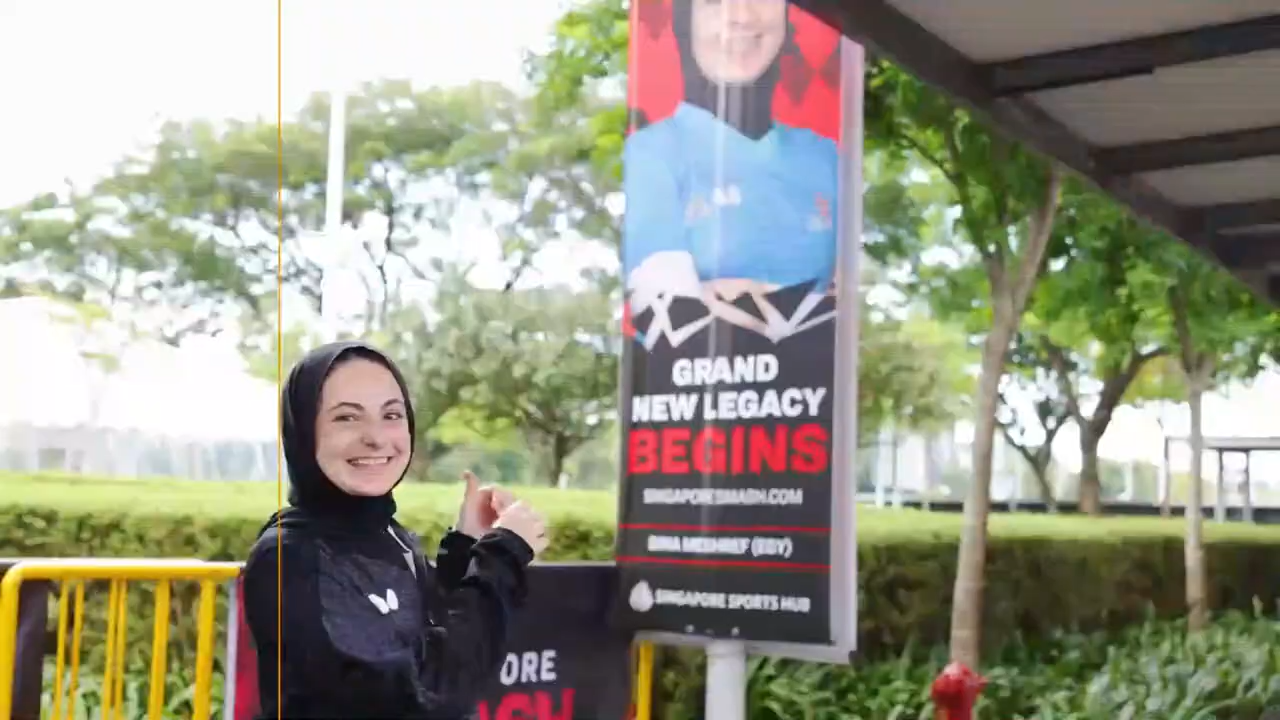 GRAND
NEW LEGACY
BEGINS
SINGAPORESMASH.COM
DINA MESHREF (EGY)
SINGAPORE SPORTS HUB
ORE